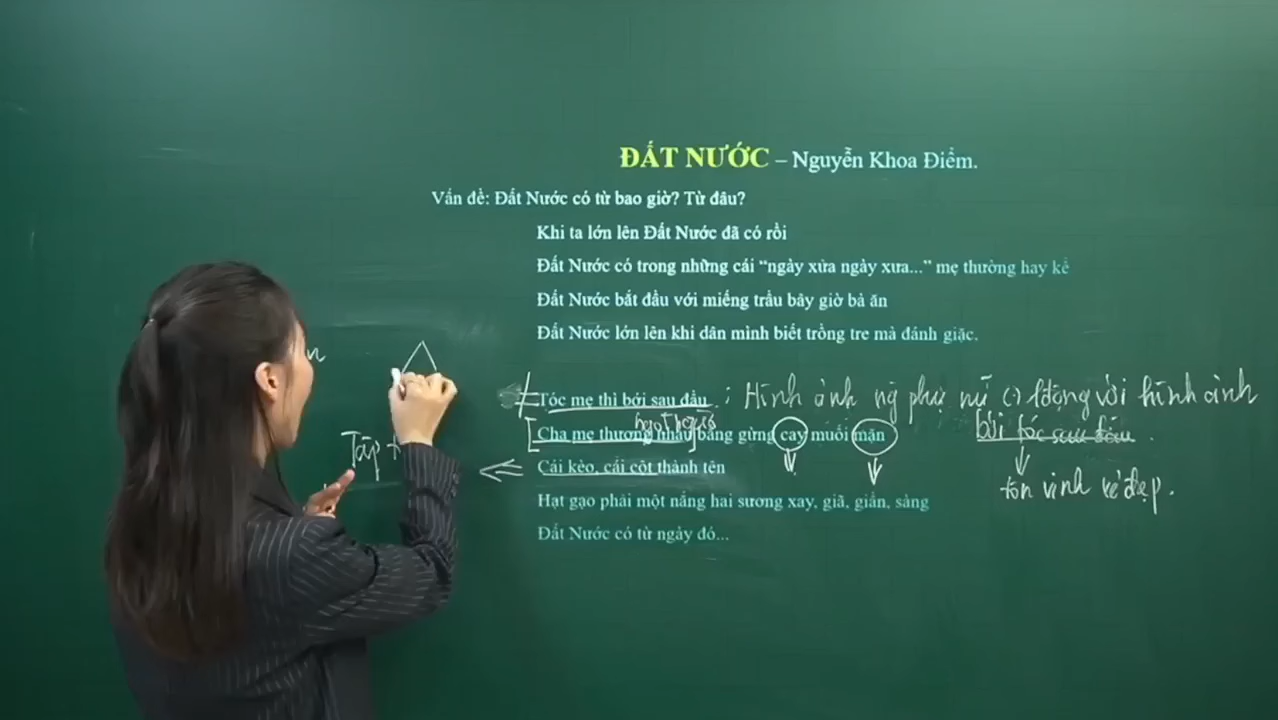 ĐẤT NƯỚC – Nguyễn Khoa Điềm.
Vấn đề: Đất Nước có từ bao giờ? Từ đâu?
Khi ta lớn lên Đất Nước đã có rồi
Đất Nước có trong những cái “ngày xửa ngày xưa...” mẹ thường hay kể
Đất Nước bắt đầu với miếng trầu bây giờ bà ăn
Đất Nước lớn lên khi dân mình biết trồng tre mà đánh giặc.
Tóc mẹ thì bới sau đầu : Hình ảnh ng phụ nữ lđộng với hình ảnh
bới tóc sau đầu.
Cha mẹ thương nhau bằng gừng cay muối mặn
Cái kèo, cái cột thành tên
tôn vinh vẻ đẹp.
Tập
Hạt gạo phải một nắng hai sương xay, giã, giần, sàng
Đất Nước có từ ngày đó...